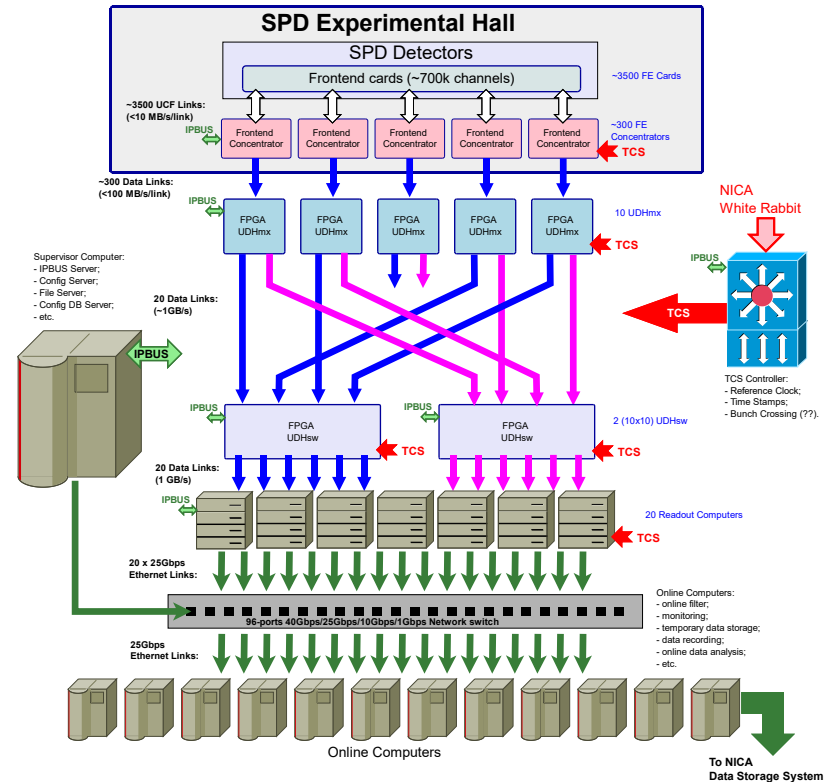 SPD Experimental Hall
SPD Detectors
Frontend cards (~700k channels)
~3500 FE Cards
~3500 UCF Links:
(<10 MB/s/link)
IPBUS
Frontend
Concentrator
Frontend
Concentrator
Frontend
Concentrator
Frontend
Concentrator
Frontend
Concentrator
~300 FE
Concentrators
TCS
~300 Data Links:
(<100 MB/s/link)
IPBUS
FPGA
UDHmx
FPGA
UDHmx
FPGA
UDHmx
FPGA
UDHmx
FPGA
UDHmx
10 UDHmx
TCS
NICA
White Rabbit
IPBUS
TCS
TCS Controller:
- Reference Clock;
- Time Stamps;
- Bunch Crossing (??).
Supervisor Computer:
- IPBUS Server;
- Config Server;
- File Server;
- Config DB Server;
- etc.
20 Data Links:
(~1GB/s)
IPBUS
IPBUS
FPGA
UDHsw
TCS
IPBUS
FPGA
UDHsw
2 (10x10) UDHsw
TCS
20 Data Links:
(1 GB/s)
IPBUS
20 Readout Computers
TCS
20 x 25Gbps
Ethernet Links:
96-ports 40Gbps/25Gbps/10Gbps/1Gbps Network switch
Online Computers:
- online filter;
- monitoring;
- temporary data storage;
- data recording;
- online data analysis;
- etc.
25Gbps
Ethernet Links:
Online Computers
To NICA
Data Storage System